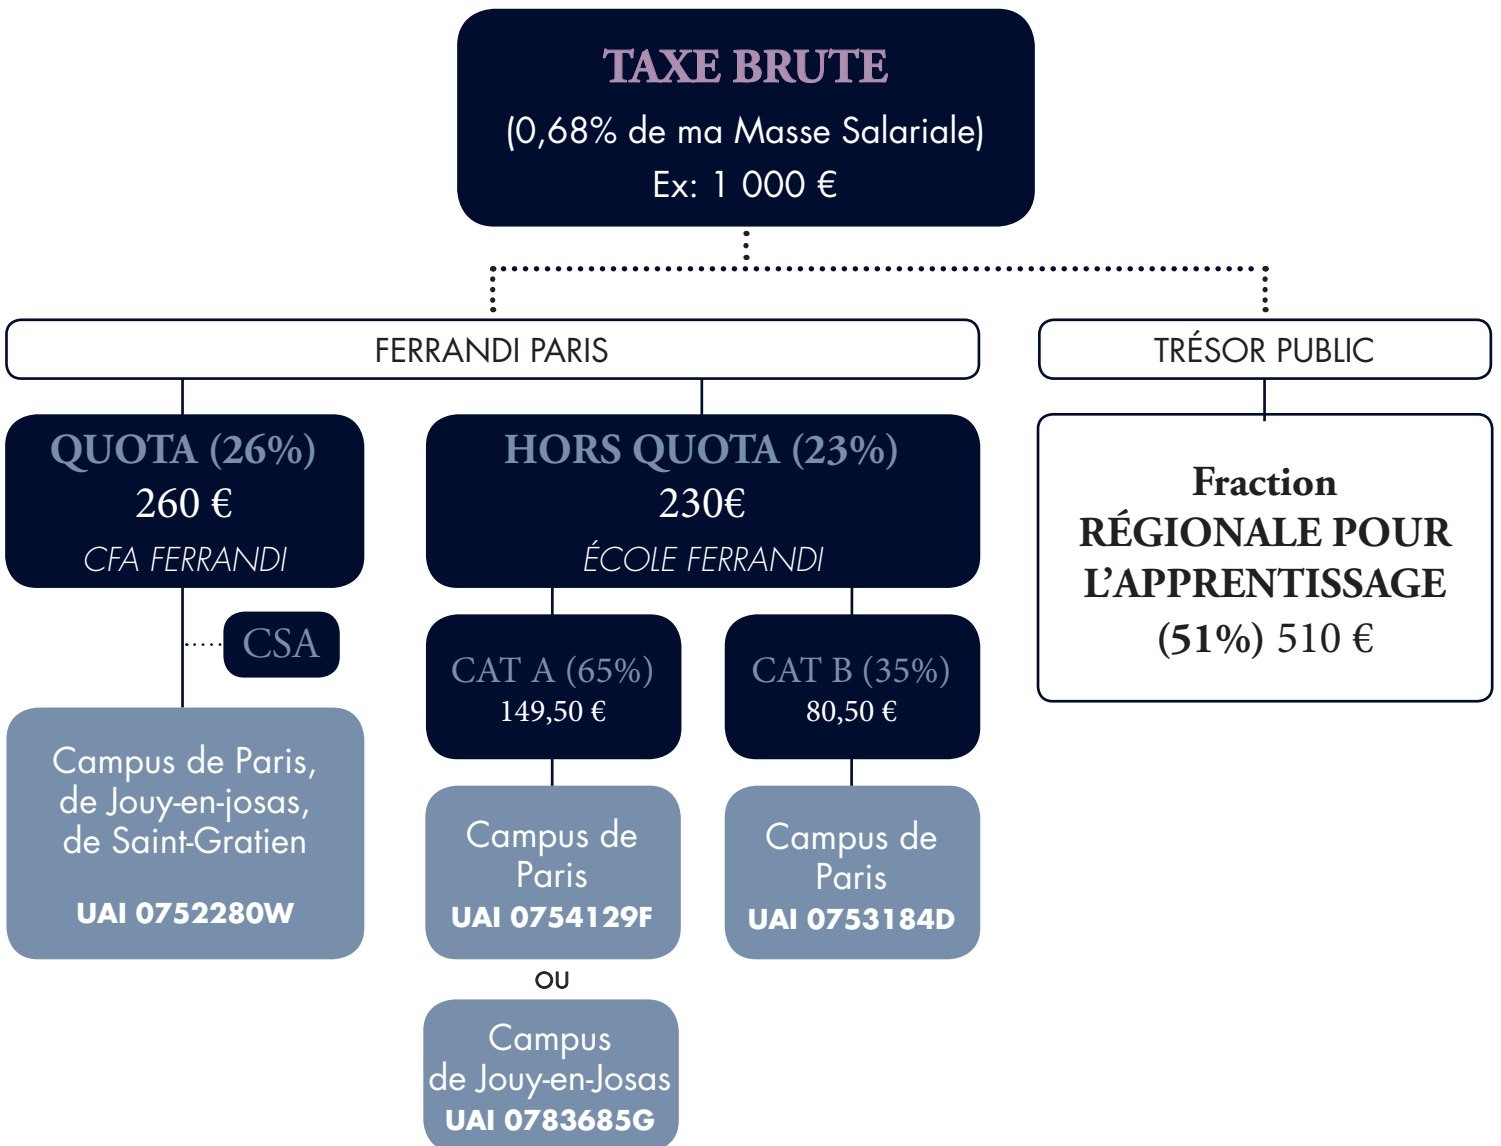 TAXE BRUTE
(0,68% de ma Masse Salariale)
Ex: 1 000 €
FERRANDI PARIS
TRÉSOR PUBLIC
QUOTA (26%)
260 €
CFA FERRANDI
HORS QUOTA (23%)
230€
ÉCOLE FERRANDI
Fraction
RÉGIONALE POUR
L’APPRENTISSAGE
(51%) 510 €
CSA
CAT A (65%)
149,50 €
CAT B (35%)
80,50 €
Campus de Paris,
de Jouy-en-josas,
de Saint-Gratien
UAI 0752280W
Campus de
Paris
UAI 0754129F
Campus de
Paris
UAI 0753184D
OU
Campus
de Jouy-en-Josas
UAI 0783685G